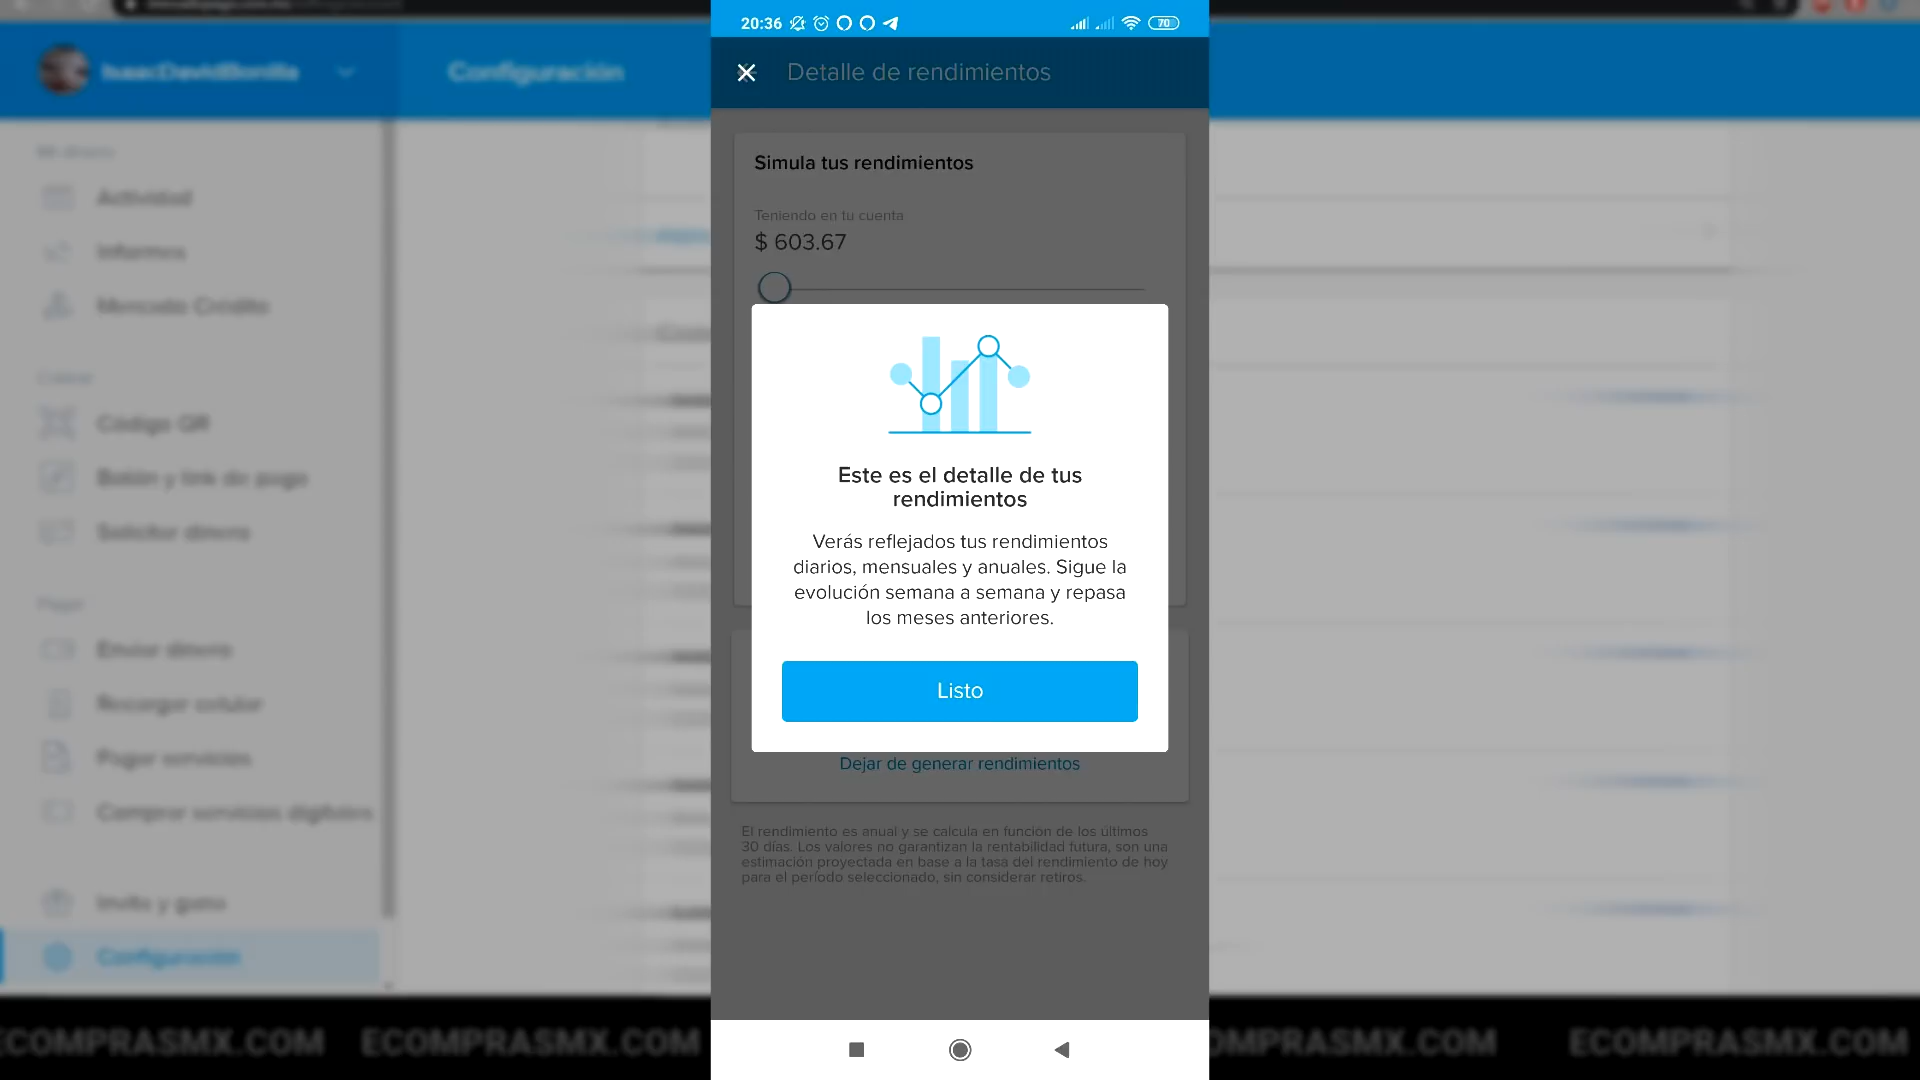 20:36
70
IsaacDavidBonilla
Configuración
Detalle de rendimientos
Actividad
Informes
Mercado Crédito
Cobrar
Código QR
Botón y link de pago
Solicitar dinero
Pagar
Enviar dinero
Recargar celular
Pagar servicios
Comprar servicios digitales
Invita y gana
Configuración
Simula tus rendimientos
Teniendo en tu cuenta
$ 603.67
Este es el detalle de tus
rendimientos
Verás reflejados tus rendimientos
diarios, mensuales y anuales. Sigue la
evolución semana a semana y repasa
los meses anteriores.
Listo
Dejar de generar rendimientos
El rendimiento es anual y se calcula en función de los últimos
30 días. Los valores no garantizan la rentabilidad futura, son una
estimación proyectada en base a la tasa del rendimiento de hoy
para el período seleccionado, sin considerar retiros.
ECOMPRASMX.COM ECOMPRASMX.COM OMPRASMX.COM ECOMPRASMX.COM